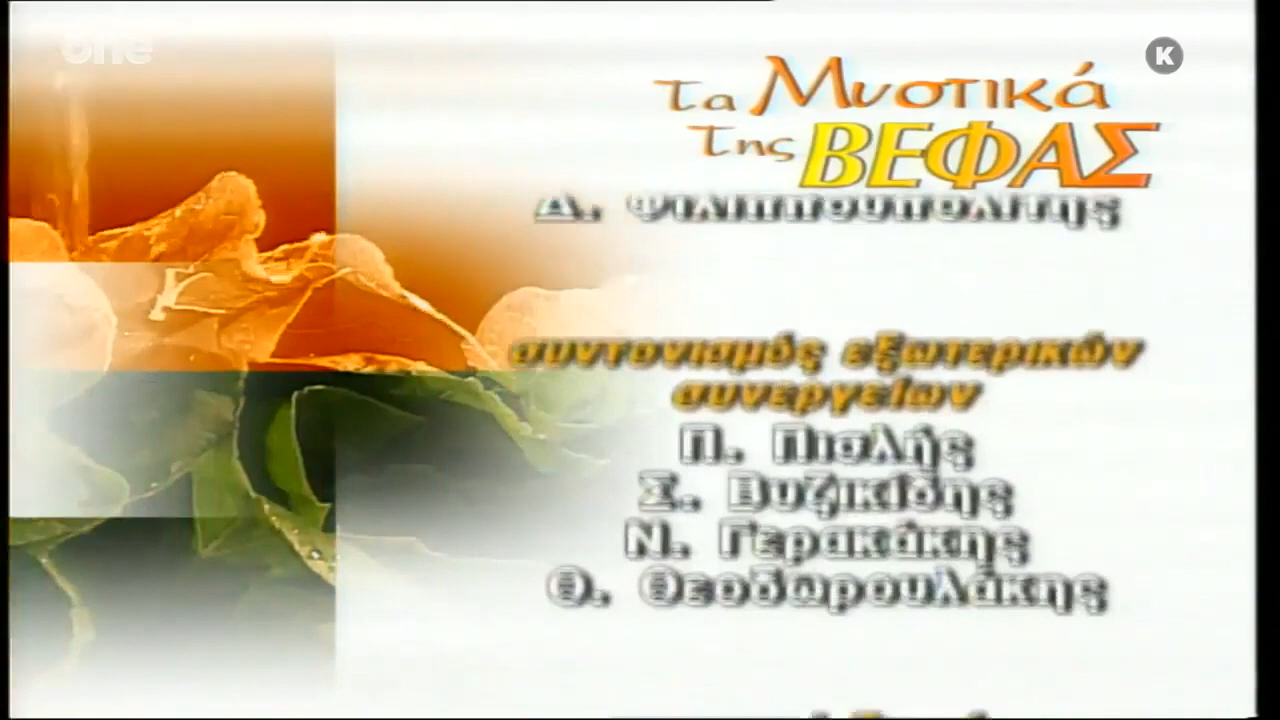 one
K
Τα Μυστικά
της ΒΕΦΑΣ
Δ. Φιλιππουπολίτης
συντονισμός εξωτερικών
συνεργείων
Π. Πισλής
Σ. Βυζικίδης
Ν. Γερακάκης
Θ. Θεοδωρουλάκης